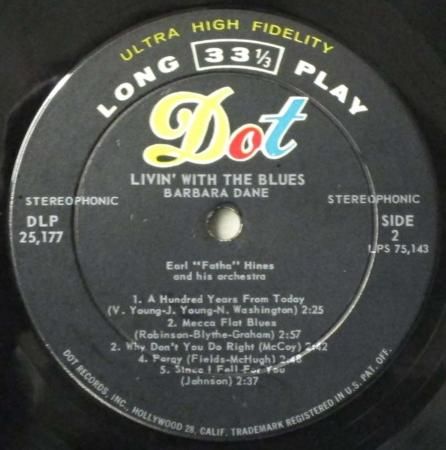 ULTRA HIGH FIDELITY
LONG 33 1/3 PLAY
Dot
LIVIN' WITH THE BLUES
BARBARA DANE
STEREOPHONIC
DLP
25,177
STEREOPHONIC
SIDE
2
LPS 75,143
Earl "Fatha" Hines
and his orchestra
1. A Hundred Years From Today
(V. Young-J. Young-N. Washington) 2:25
2. Mecca Flat Blues
(Robinson-Blythe-Graham) 2:57
2. Why Don't You Do Right (McCoy) 2:42
4. Porgy (Fields-McHugh) 2:48
5. Since I Fell For You
(Johnson) 2:37
DOT RECORDS, INC., HOLLYWOOD 28, CALIF. TRADEMARK REGISTERED IN U.S. PAT. OFF.